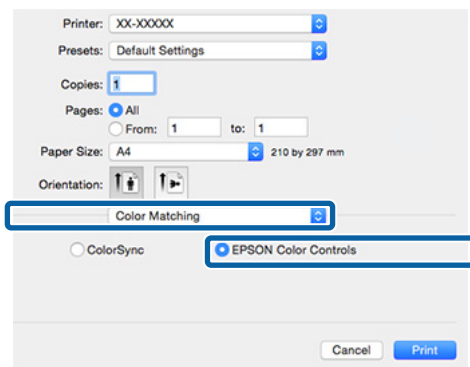 Printer: XX-XXXXX
Presets: Default Settings
Copies: 1
Pages: All
From: 1 to: 1
Paper Size: A4 210 by 297 mm
Orientation:
Color Matching
ColorSync EPSON Color Controls
Cancel Print